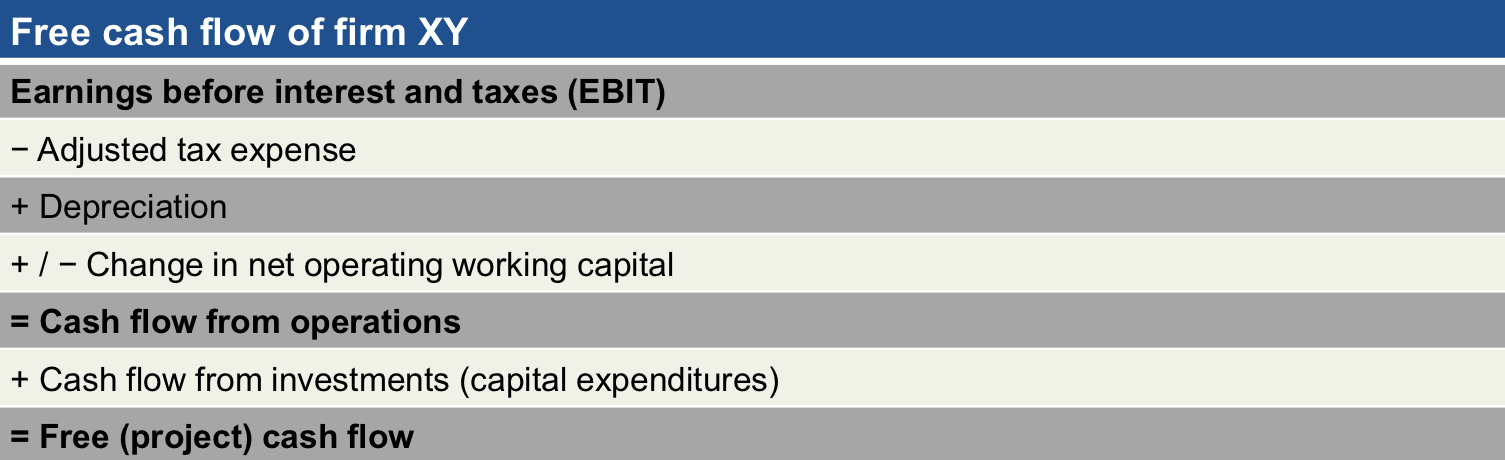 Free cash flow of firm XY
Earnings before interest and taxes (EBIT)
− Adjusted tax expense
+ Depreciation
+ / − Change in net operating working capital
= Cash flow from operations
+ Cash flow from investments (capital expenditures)
= Free (project) cash flow